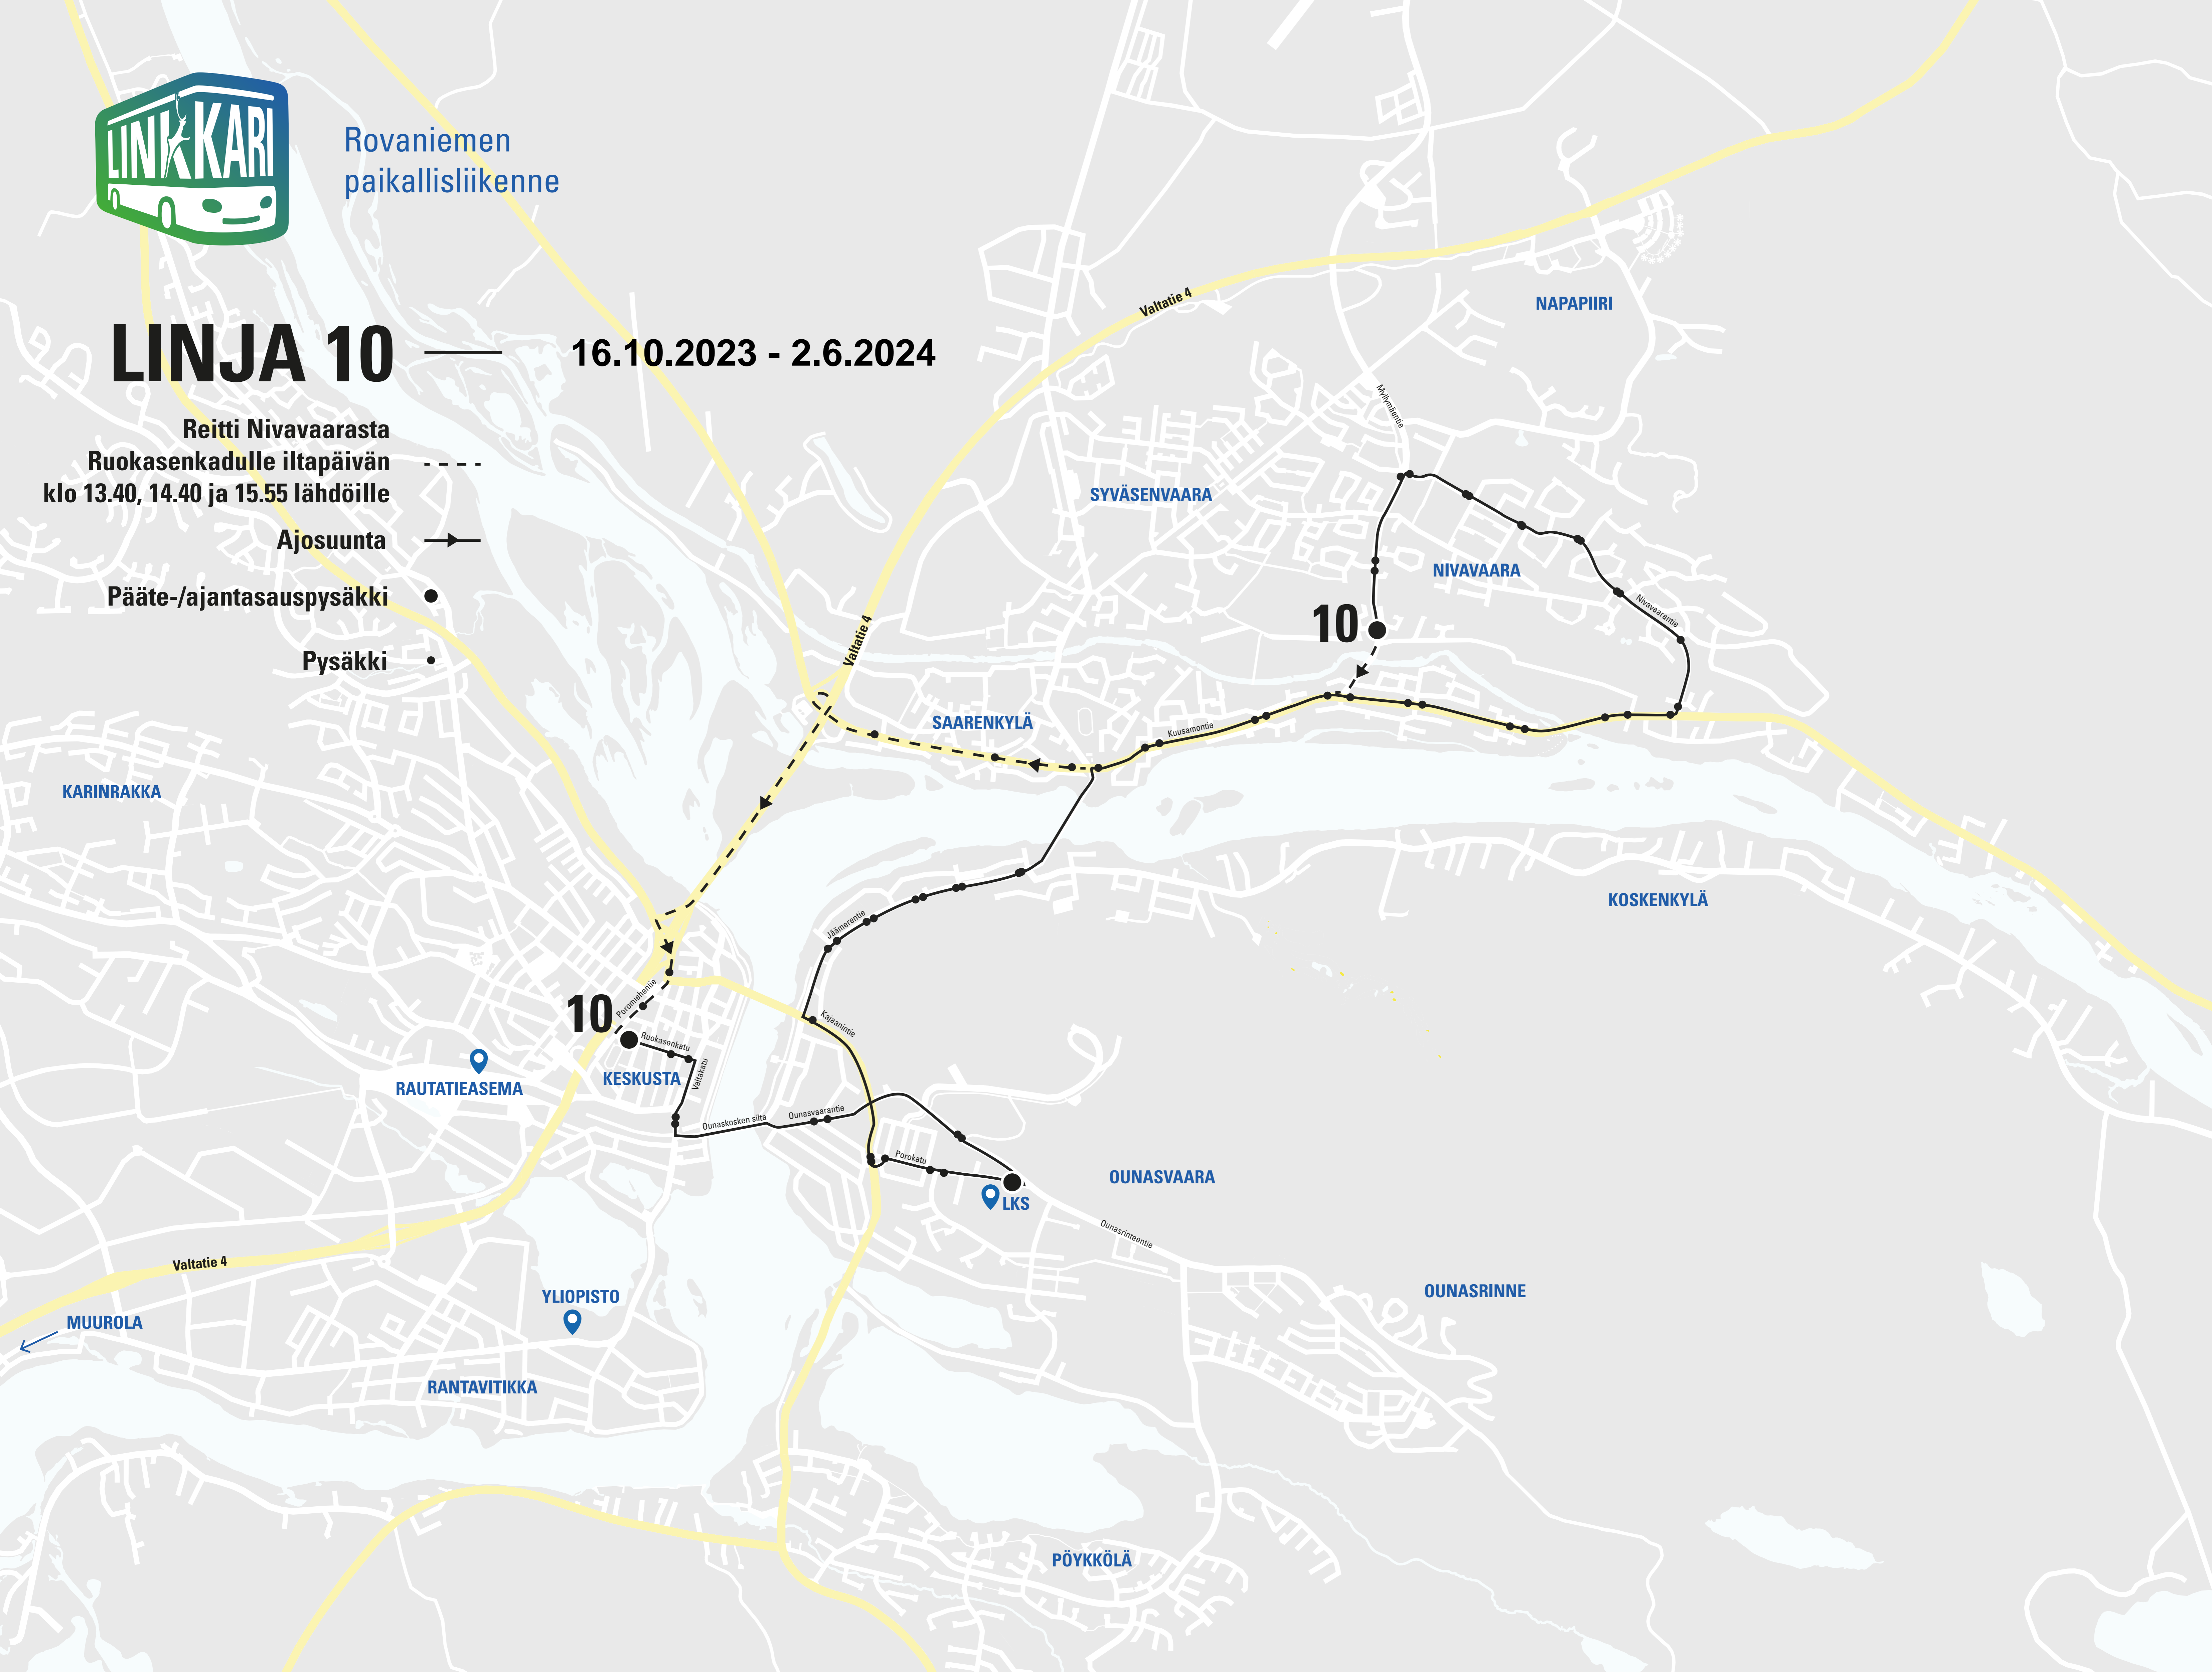 LINKKARI
Rovaniemen
paikallisliikenne
LINJA 10
16.10.2023 - 2.6.2024
Reitti Nivavaarasta
Ruokasenkadulle iltapäivän
klo 13.40, 14.40 ja 15.55 lähdöille
Ajosuunta
Pääte-/ajantasauspysäkki
Pysäkki
Valtatie 4
NAPAPIIRI
Myllymäentie
SYVÄSENVAARA
NIVAVAARA
Nivavaarantie
10
Valtatie 4
SAARENKYLÄ
Kuusamontie
KARINRAKKA
KOSKENKYLÄ
Jäämerentie
10
Poromiehentie
Ruokasenkatu
Kajaanintie
KESKUSTA
Valtakatu
RAUTATIEASEMA
Ounaskosken silta
Ounasvaarantie
Porokatu
OUNASVAARA
LKS
Ounasrinteentie
Valtatie 4
YLIOPISTO
OUNASRINNE
MUUROLA
RANTAVITIKKA
PÖYKKÖLÄ